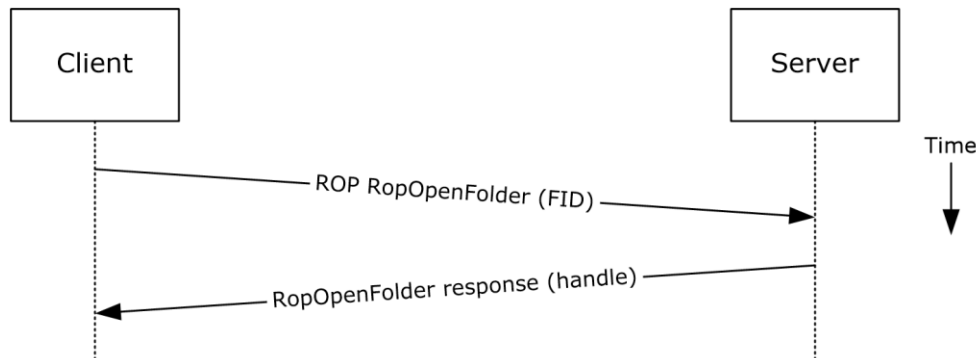 Client
Server
Time
ROP RopOpenFolder (FID)
RopOpenFolder response (handle)